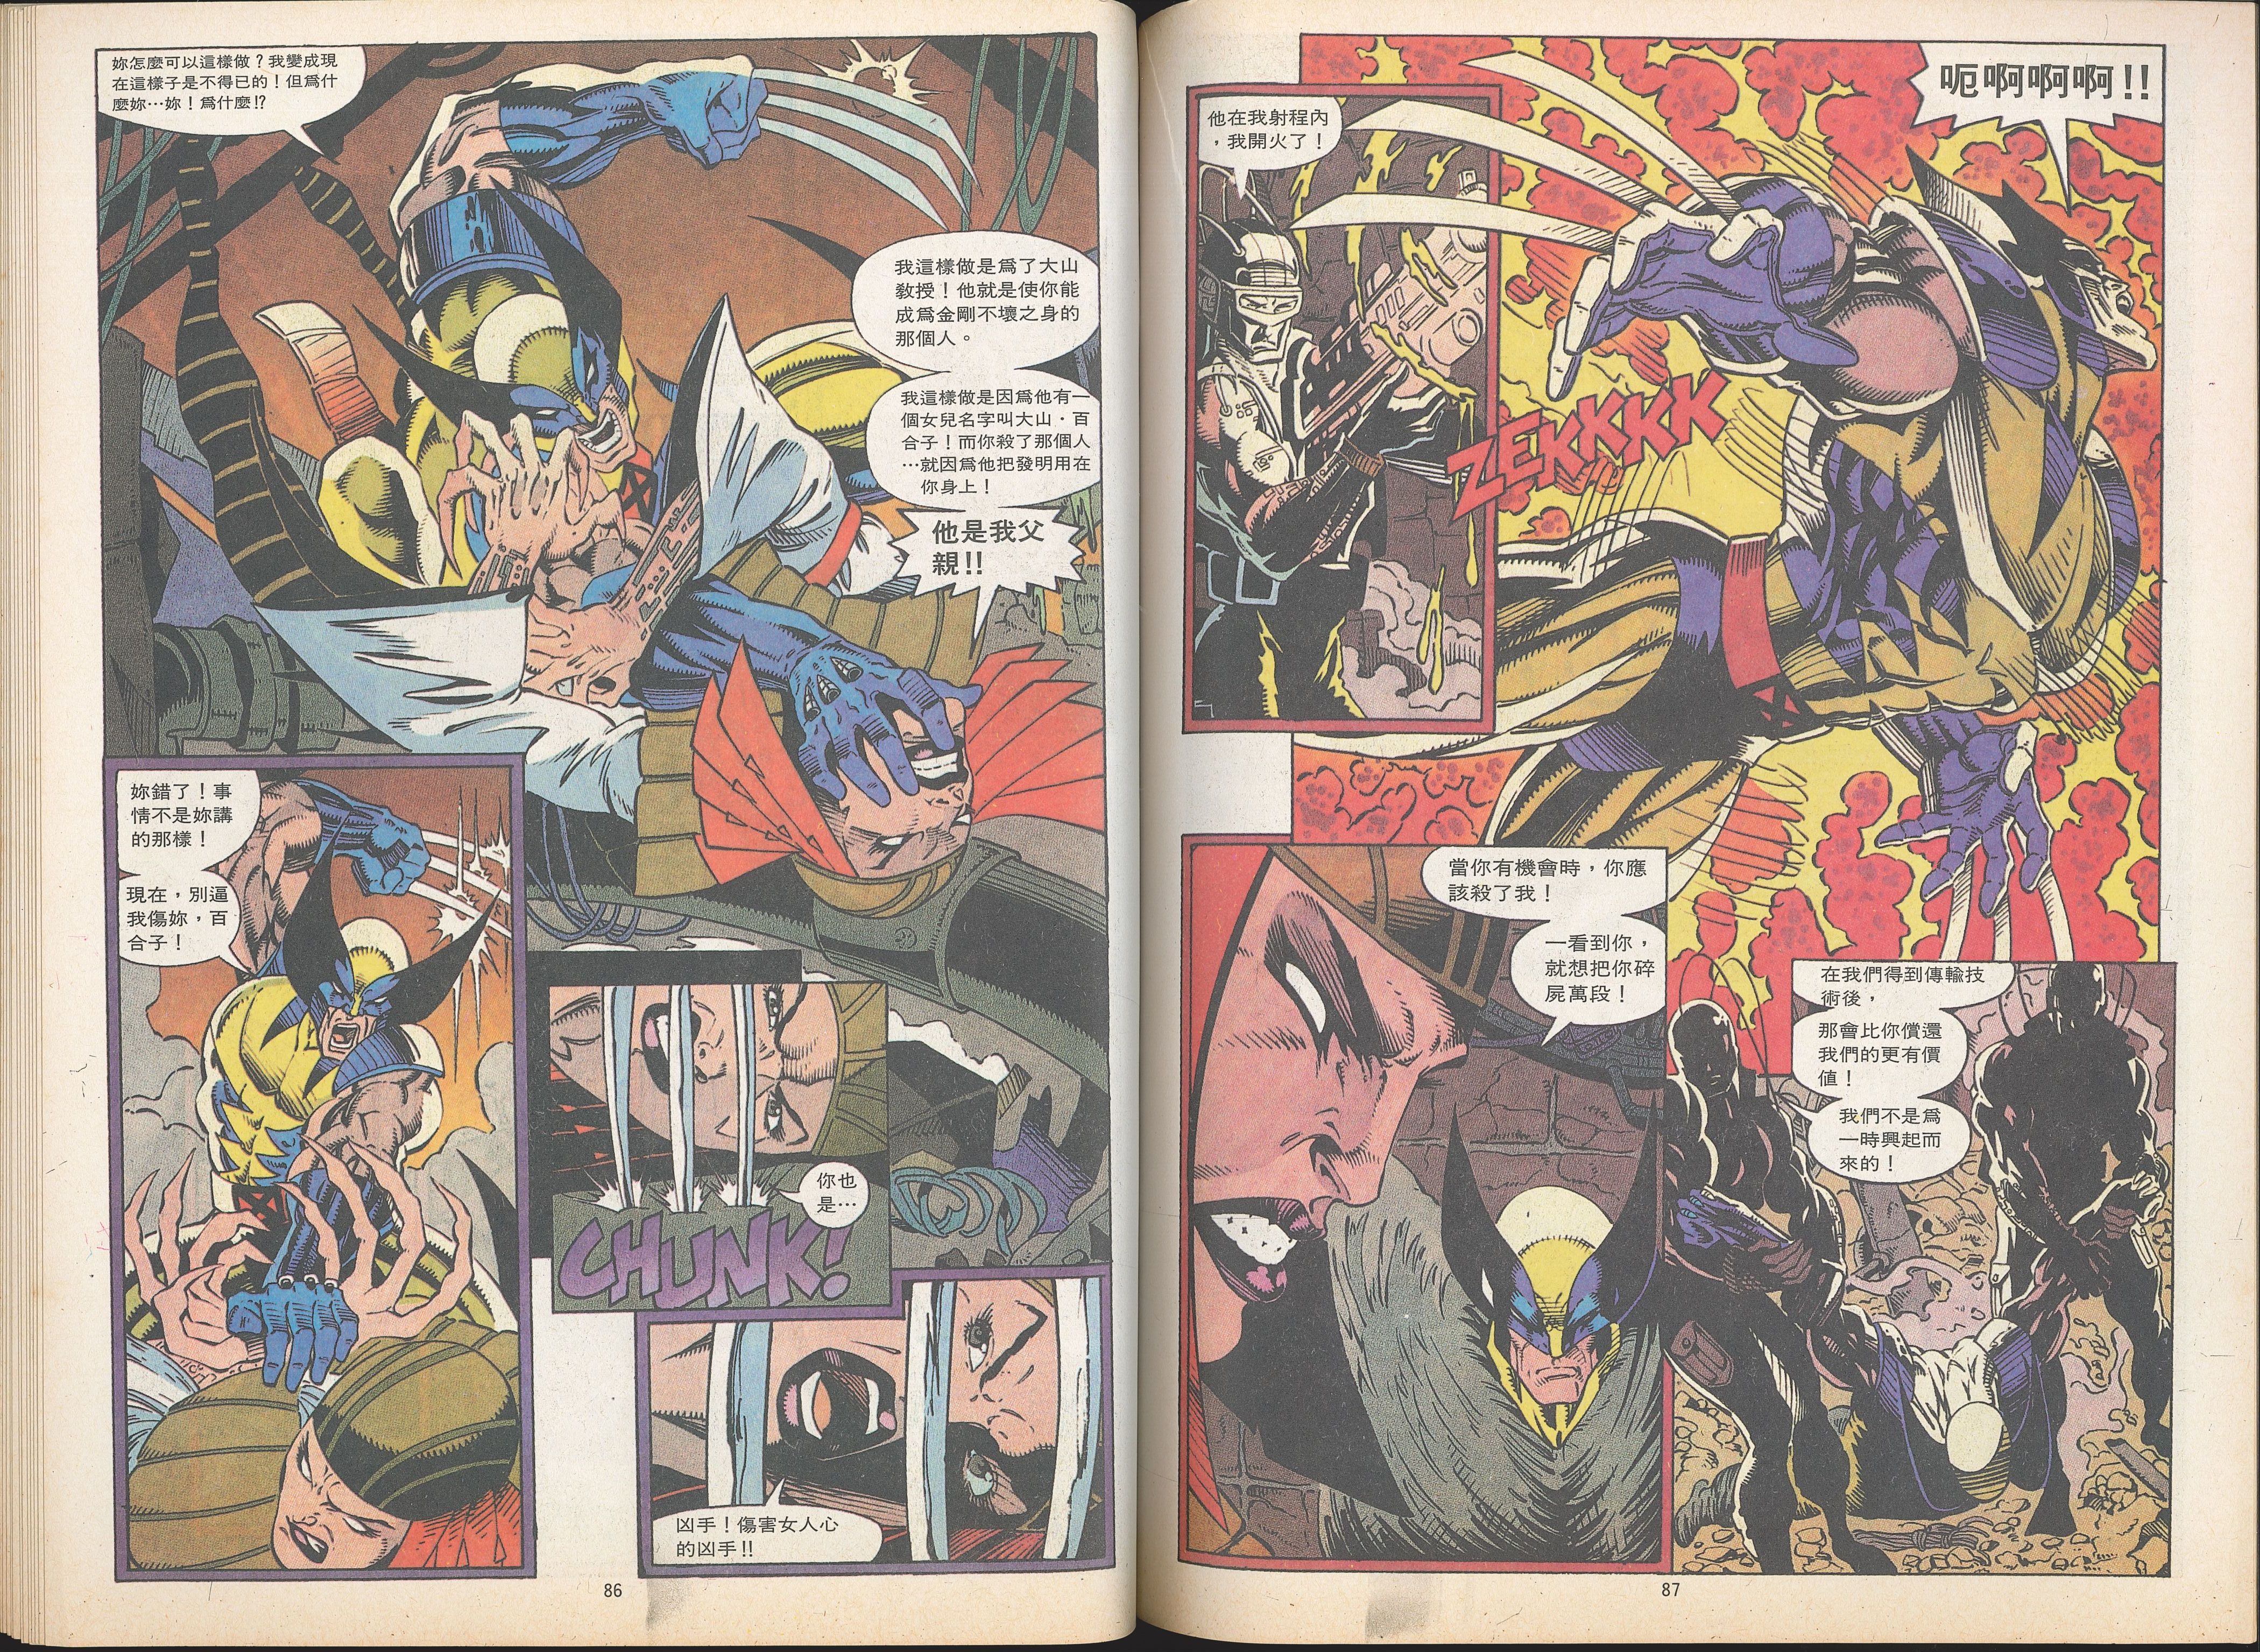 妳怎麼可以這樣做？我變成現
在這樣子是不得已的！但爲什
麼妳…妳！爲什麼!?
我這樣做是爲了大山
教授！他就是使你能
成爲金剛不壞之身的
那個人。
我這樣做是因爲他有一
個女兒名字叫大山・百
合子！而你殺了那個人
…就因爲他把發明用在
你身上！
他是我父
親!!
妳錯了！事
情不是妳講
的那樣！
現在，別逼
我傷妳，百
合子！
你也
是…
CHUNK!
凶手！傷害女人心
的凶手!!
86
他在我射程內
，我開火了！
呃啊啊啊!!
ZEKKKKK
當你有機會時，你應
該殺了我！
一看到你，
就想把你碎
屍萬段！
在我們得到傳輸技
術後，
那會比你償還
我們的更有價
値！
我們不是爲
一時興起而
來的！
87